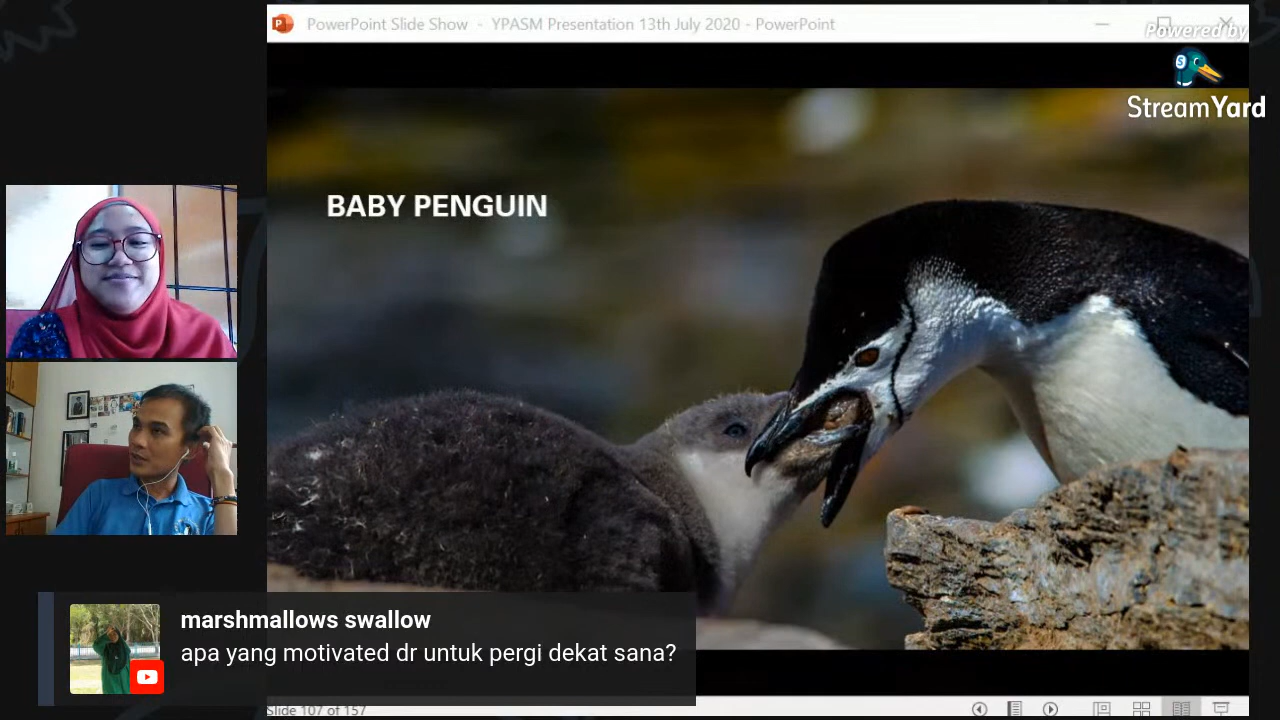 PowerPoint Slide Show - YPASM Presentation 13th July 2020 - PowerPoint
Powered by
StreamYard
BABY PENGUIN
marshmallows swallow
apa yang motivated dr untuk pergi dekat sana?
Slide 107 of 157